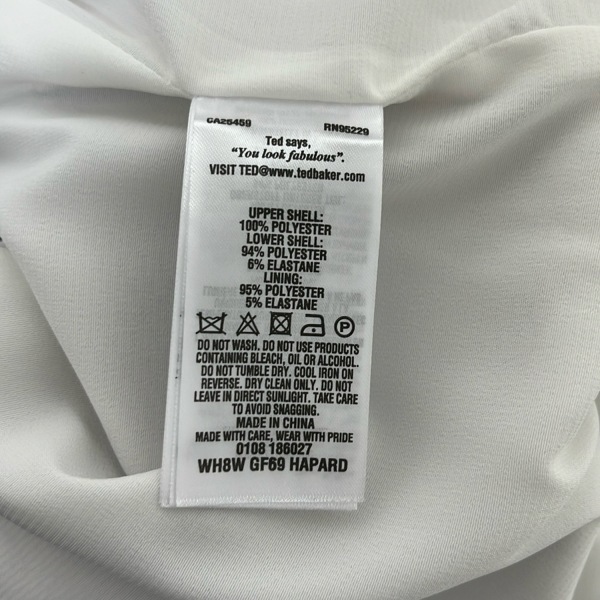 CA25459 RN95229
Ted says,
"You look fabulous".
VISIT TED@www.tedbaker.com
UPPER SHELL:
100% POLYESTER
LOWER SHELL:
94% POLYESTER
6% ELASTANE
LINING:
95% POLYESTER
5% ELASTANE
P
DO NOT WASH. DO NOT USE PRODUCTS
CONTAINING BLEACH, OIL OR ALCOHOL.
DO NOT TUMBLE DRY. COOL IRON ON
REVERSE. DRY CLEAN ONLY. DO NOT
LEAVE IN DIRECT SUNLIGHT. TAKE CARE
TO AVOID SNAGGING.
MADE IN CHINA
MADE WITH CARE, WEAR WITH PRIDE
0108 186027
WH8W GF69 HAPARD